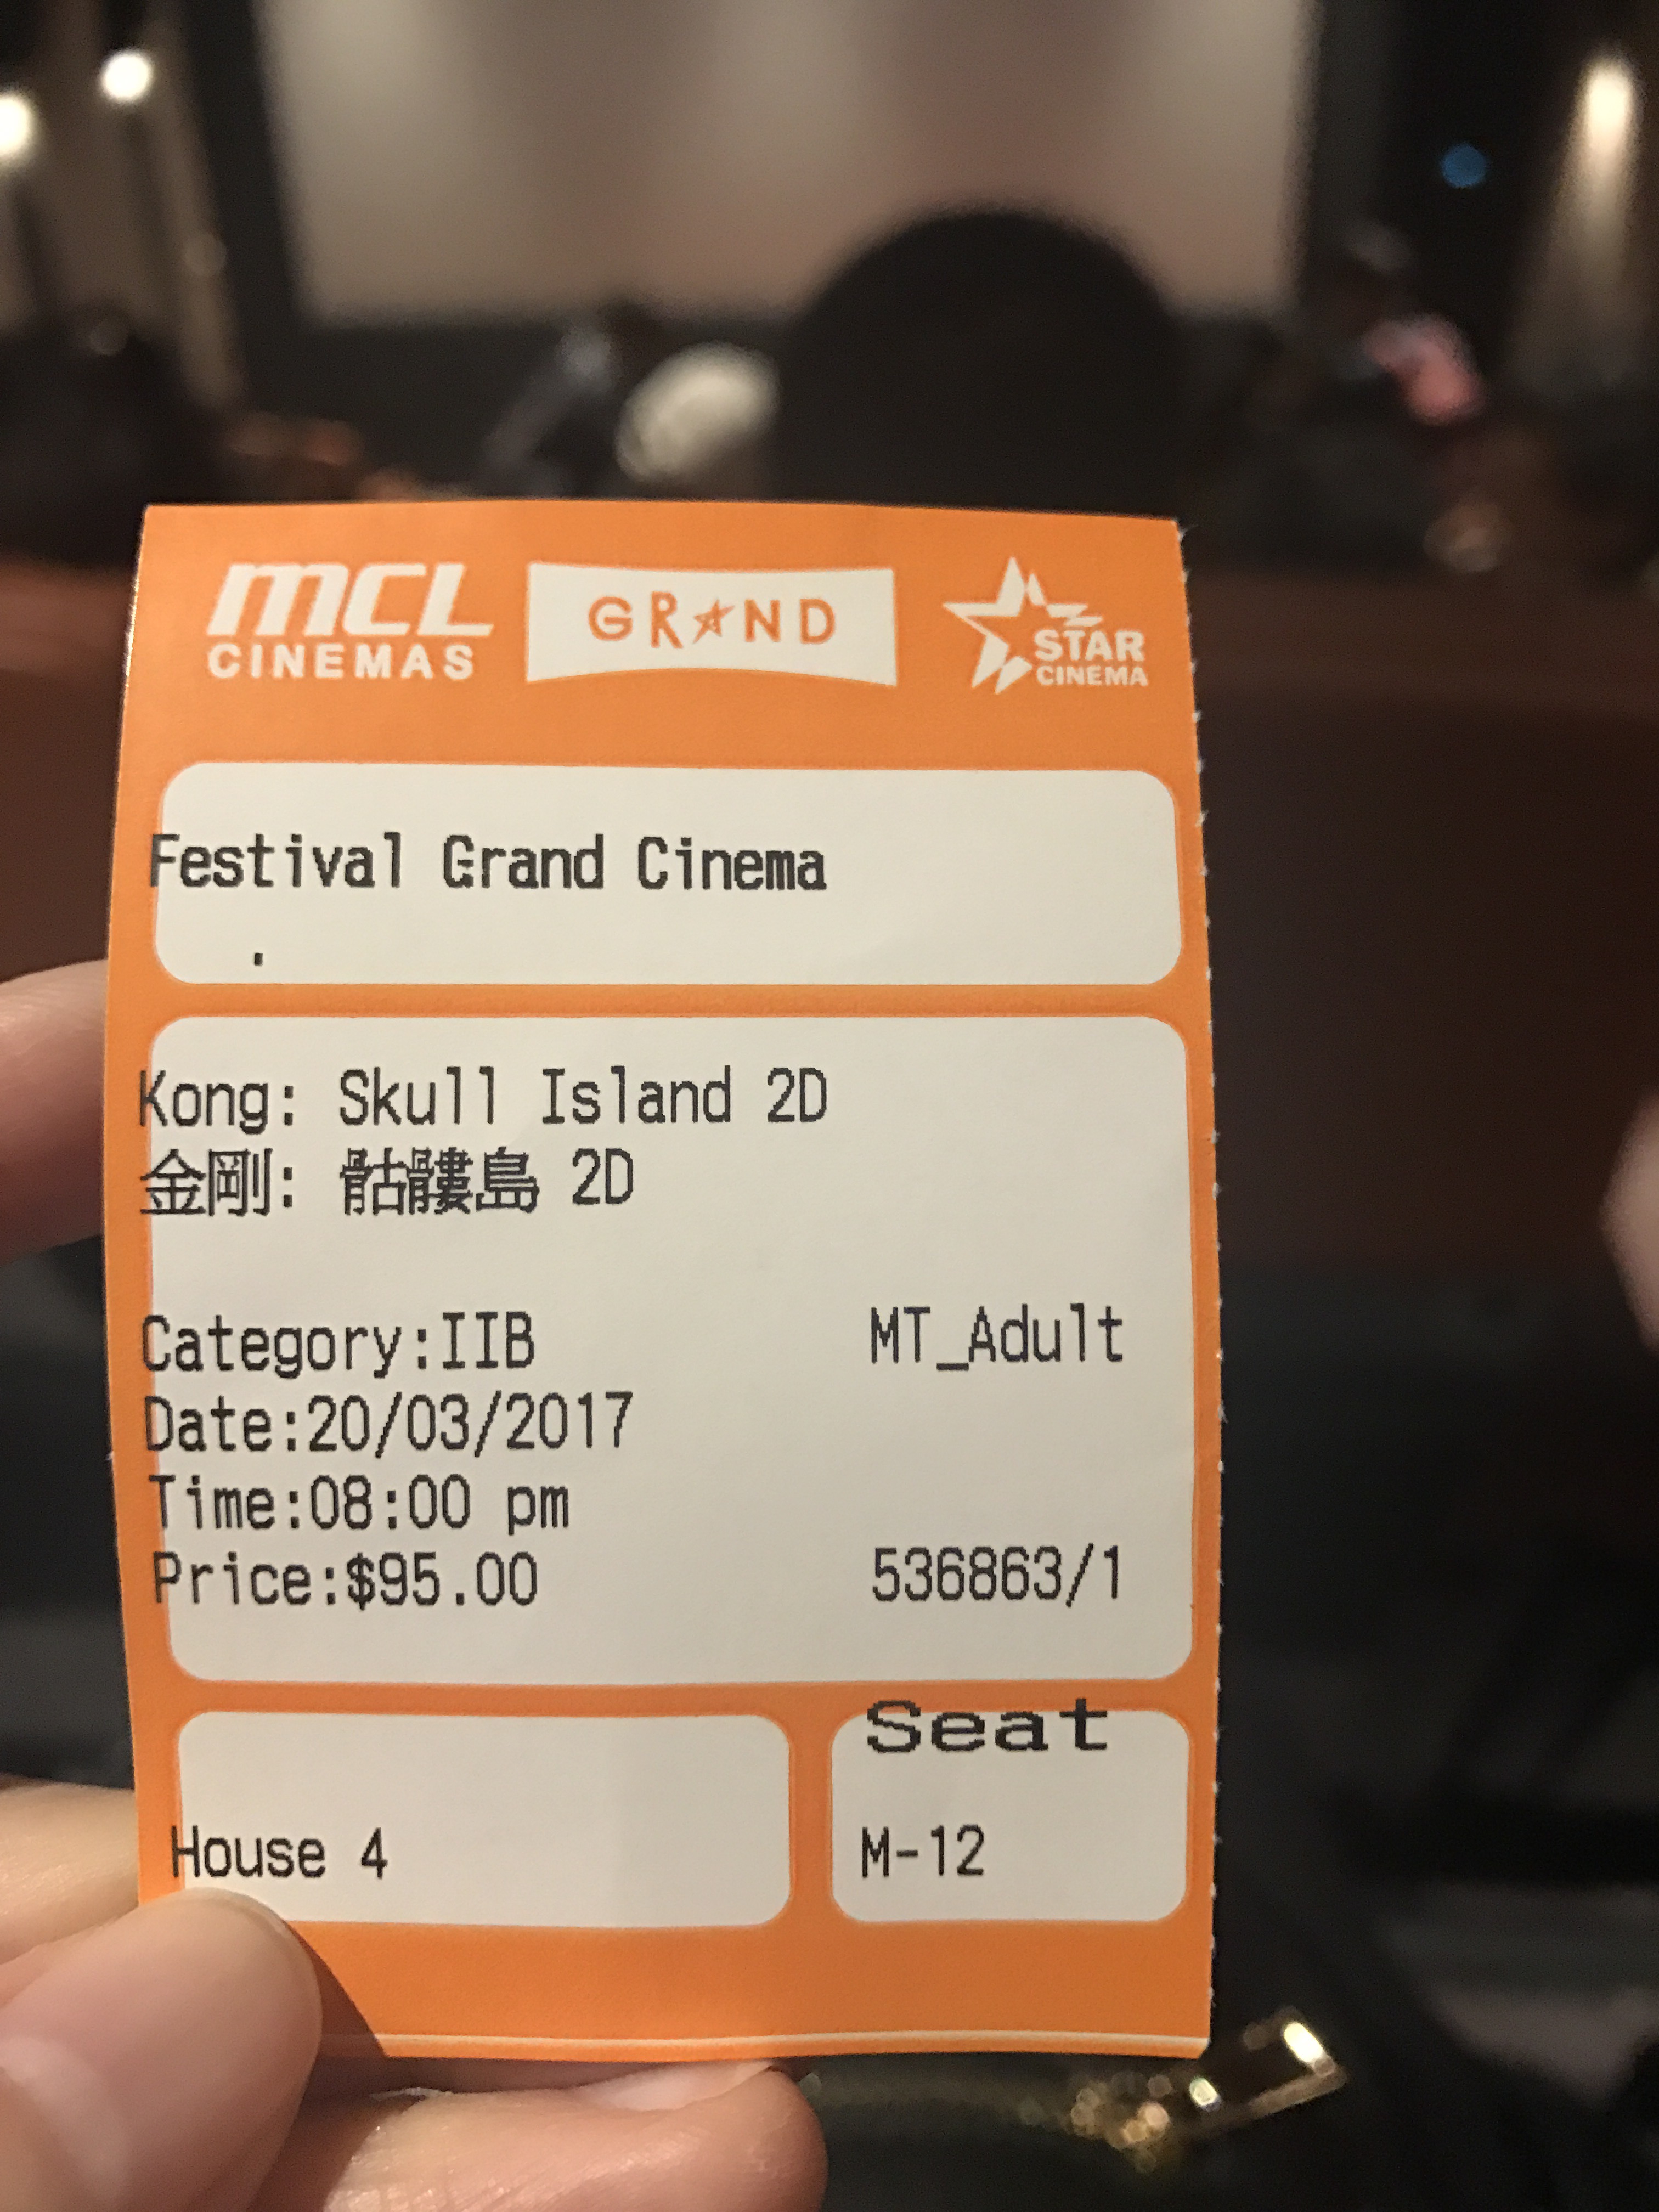 MCL CINEMAS
GRAND
STAR CINEMA
Festival Grand Cinema
.
Kong: Skull Island 2D
金剛: 骷髏島 2D
Category:IIB MT_Adult
Date:20/03/2017
Time:08:00 pm
Price:$95.00 536863/1
Seat
House 4 M-12